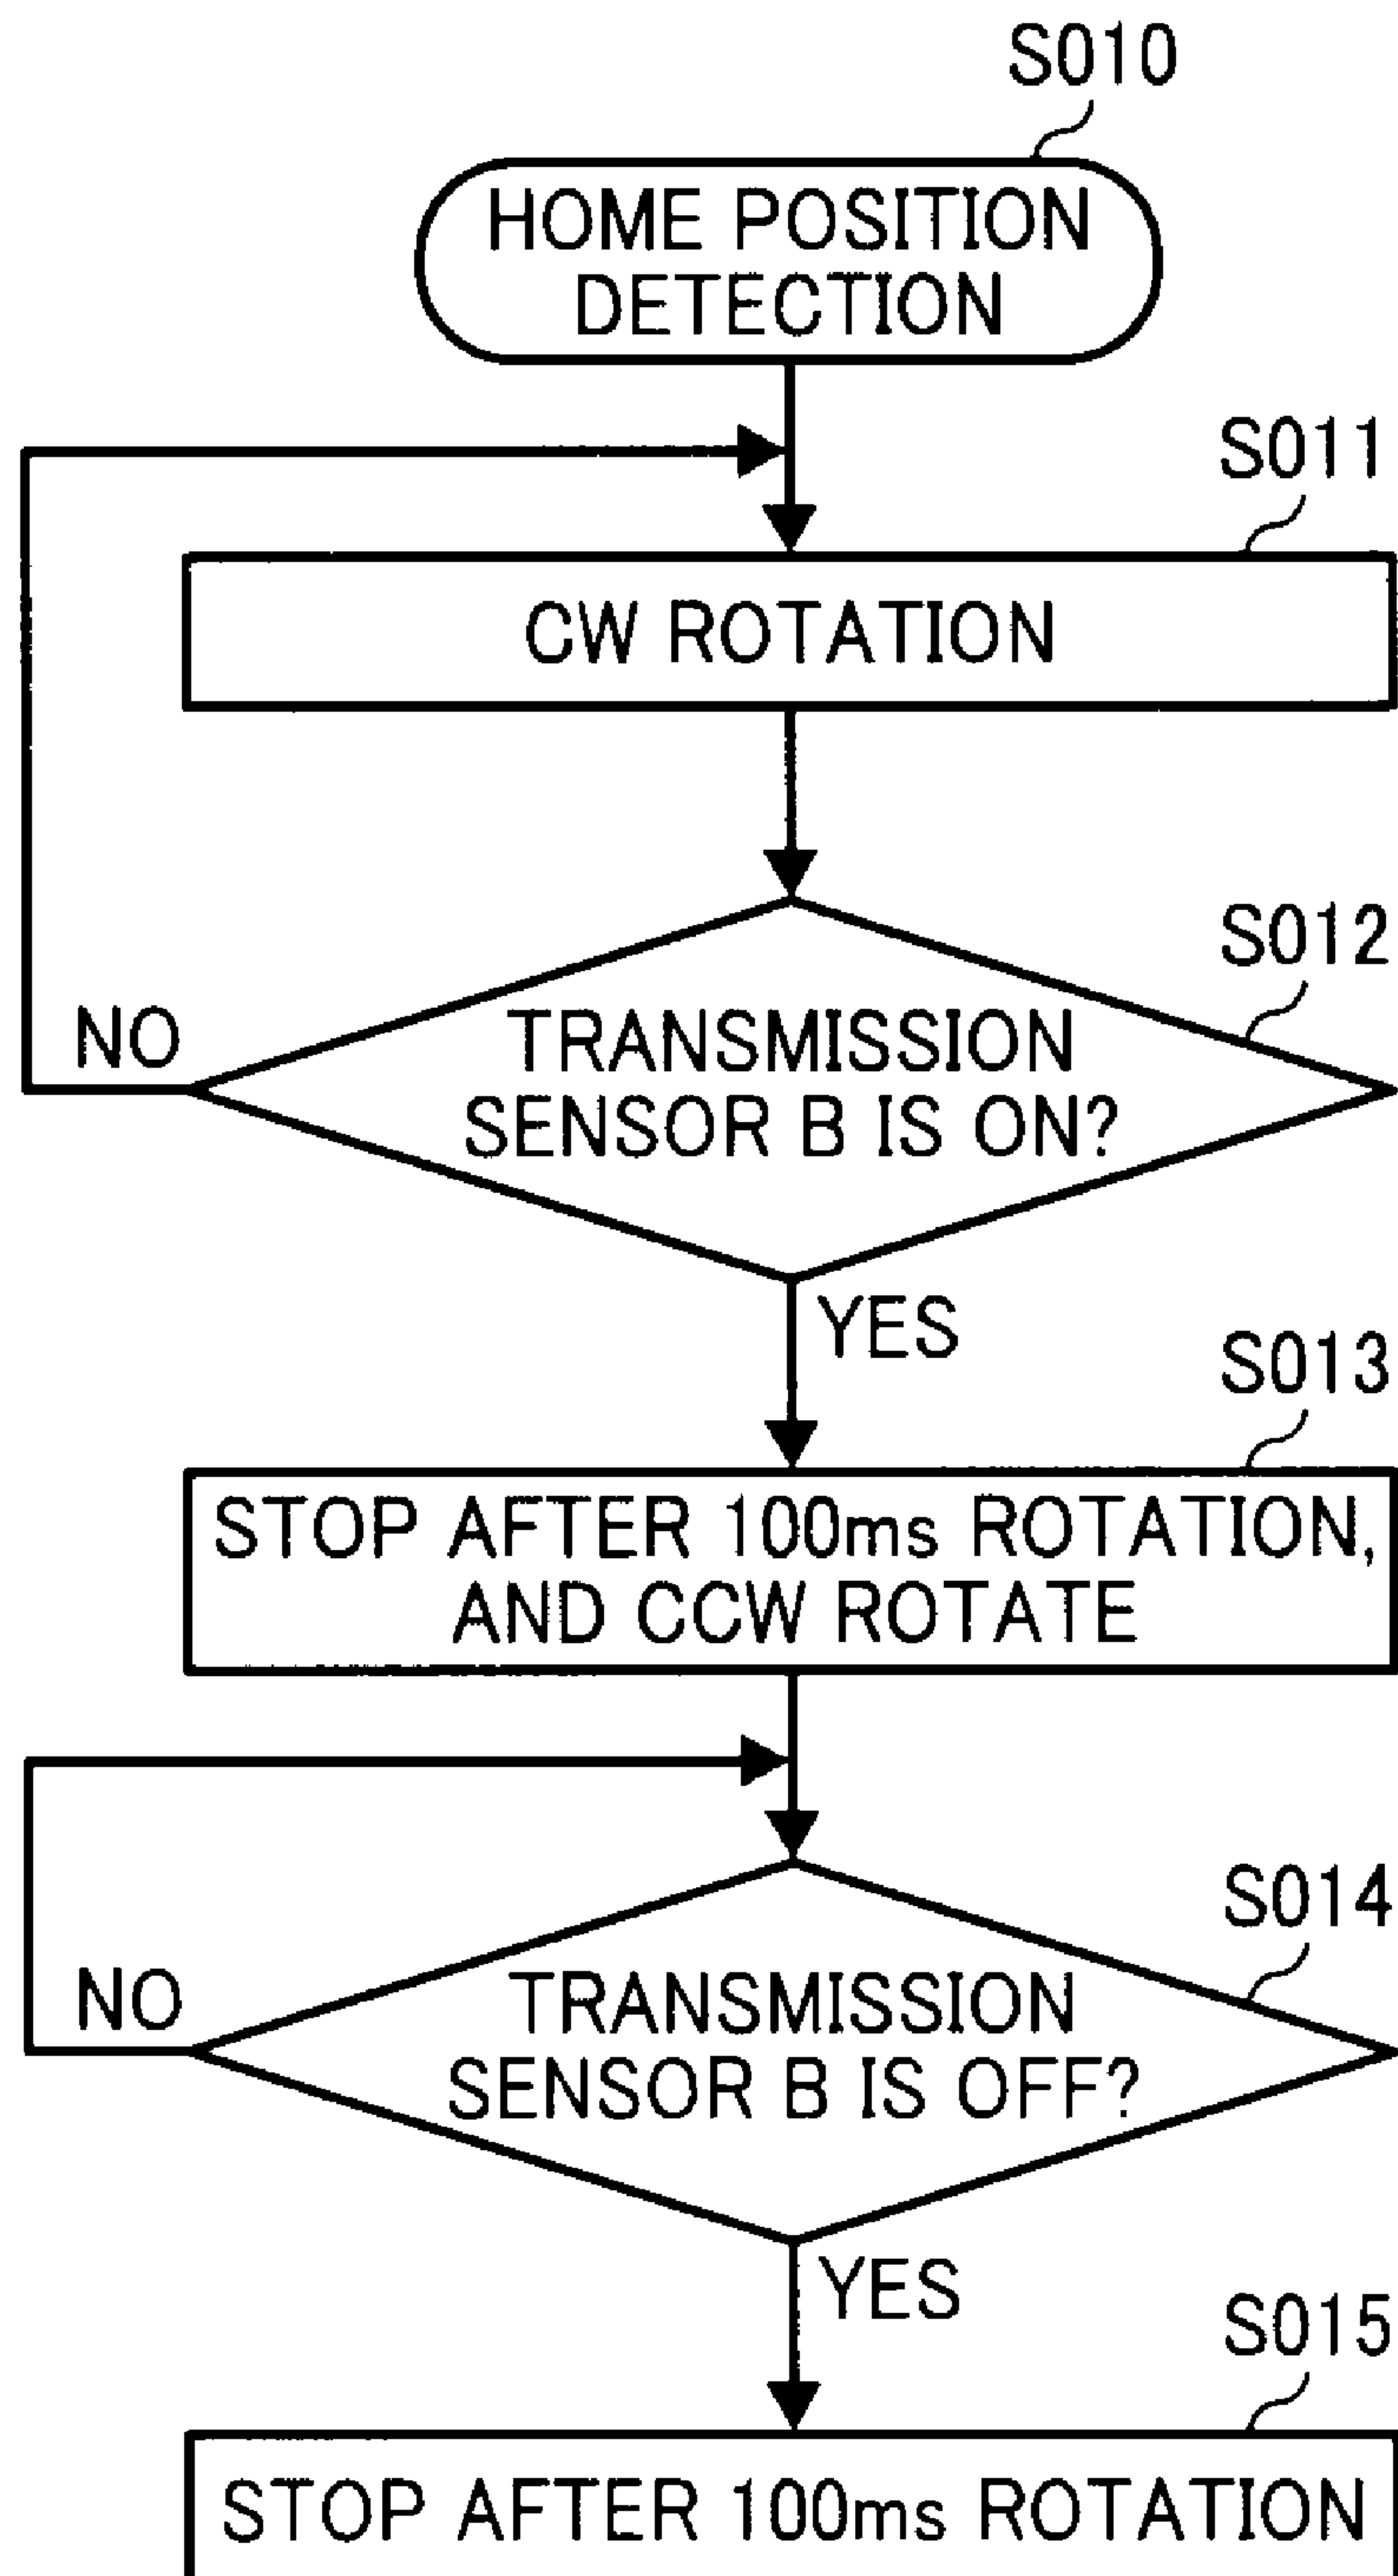 S010
HOME POSITION
DETECTION
S011
CW ROTATION
S012
NO
TRANSMISSION
SENSOR B IS ON?
YES
S013
STOP AFTER 100ms ROTATION,
AND CCW ROTATE
S014
NO
TRANSMISSION
SENSOR B IS OFF?
YES
S015
STOP AFTER 100ms ROTATION